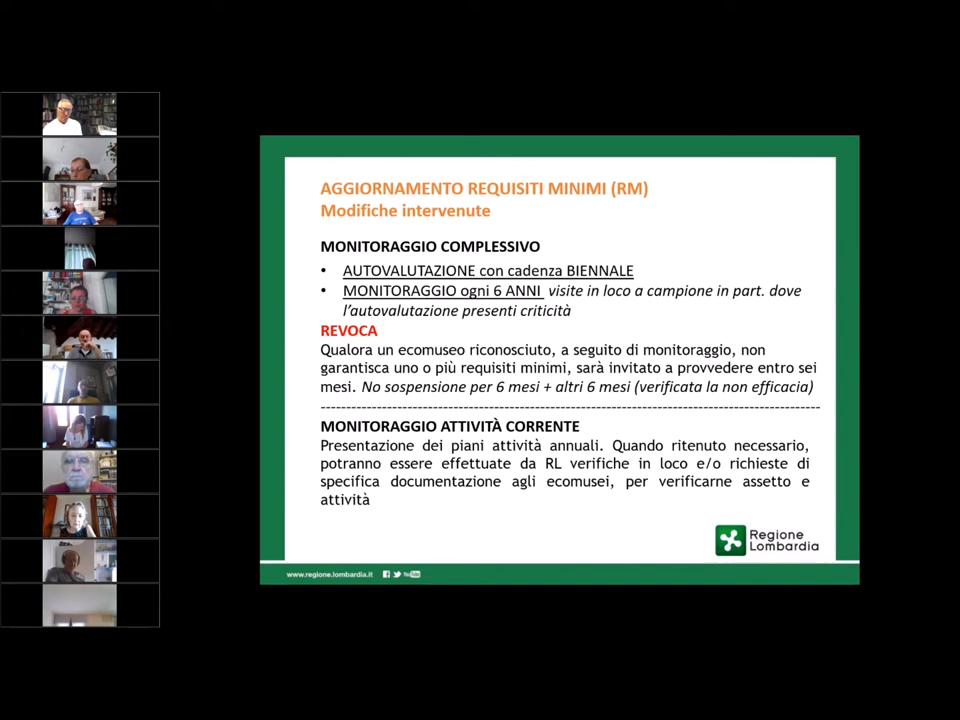 AGGIORNAMENTO REQUISITI MINIMI (RM)
Modifiche intervenute
MONITORAGGIO COMPLESSIVO
• AUTOVALUTAZIONE con cadenza BIENNALE
• MONITORAGGIO ogni 6 ANNI visite in loco a campione in part. dove
l'autovalutazione presenti criticità
REVOCA
Qualora un ecomuseo riconosciuto, a seguito di monitoraggio, non
garantisca uno o più requisiti minimi, sarà invitato a provvedere entro sei
mesi. No sospensione per 6 mesi + altri 6 mesi (verificata la non efficacia)
MONITORAGGIO ATTIVITÀ CORRENTE
Presentazione dei piani attività annuali. Quando ritenuto necessario,
potranno essere effettuate da RL verifiche in loco e/o richieste di
specifica documentazione agli ecomusei, per verificarne assetto e
attività
Regione
Lombardia
www.regione.lombardia.it
YouTube